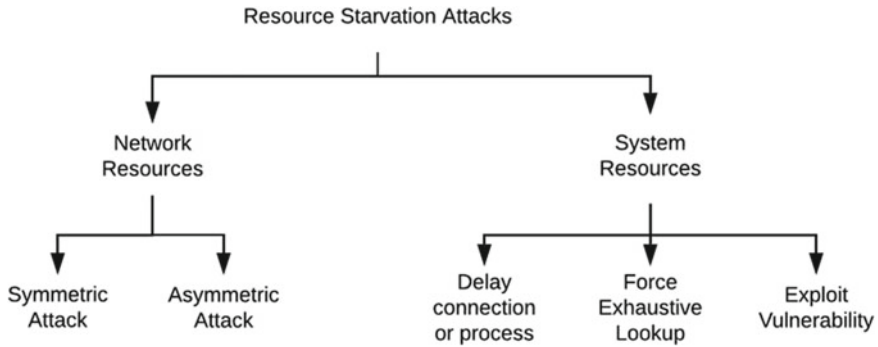 Resource Starvation Attacks
Network
Resources
System
Resources
Symmetric
Attack
Asymmetric
Attack
Delay
connection
or process
Force
Exhaustive
Lookup
Exploit
Vulnerability